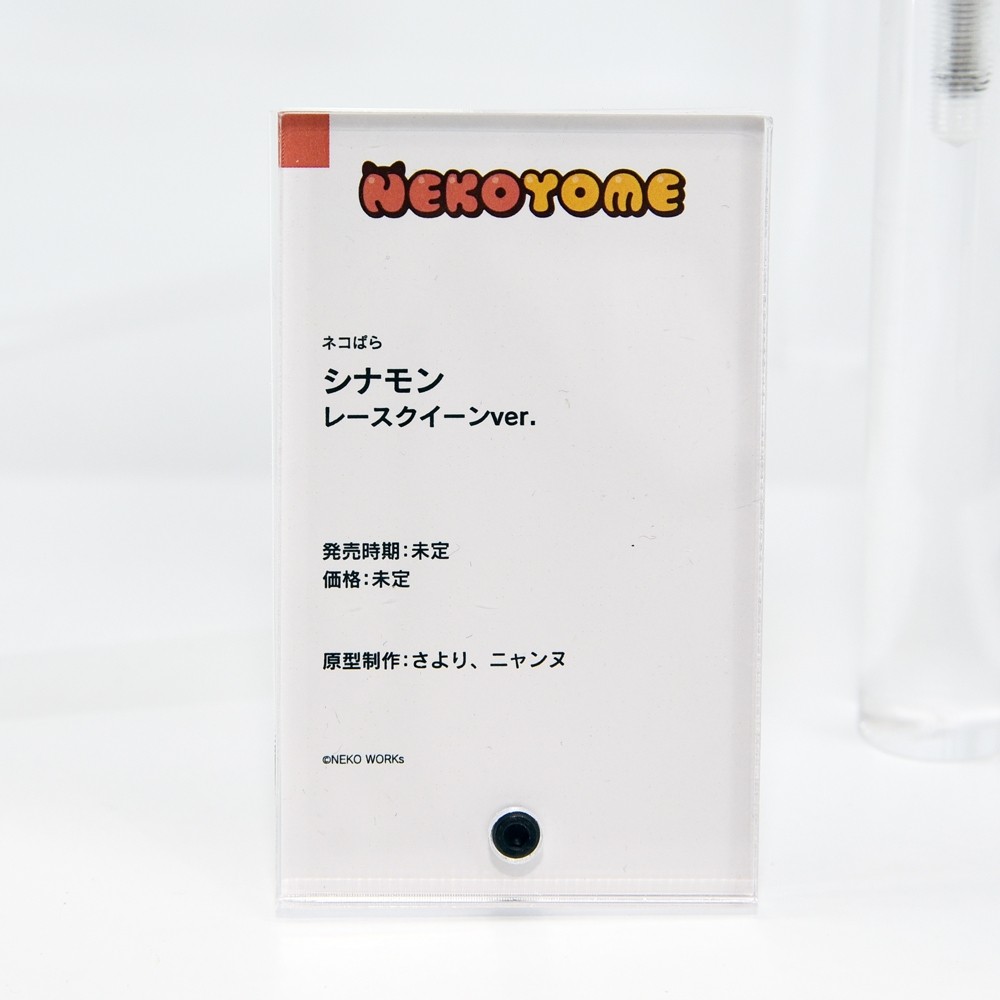 NEKOYOME
ネコぱら
シナモン
レースクイーンver.
発売時期：未定
価格：未定
原型制作：さより、ニャンヌ
©NEKO WORKs